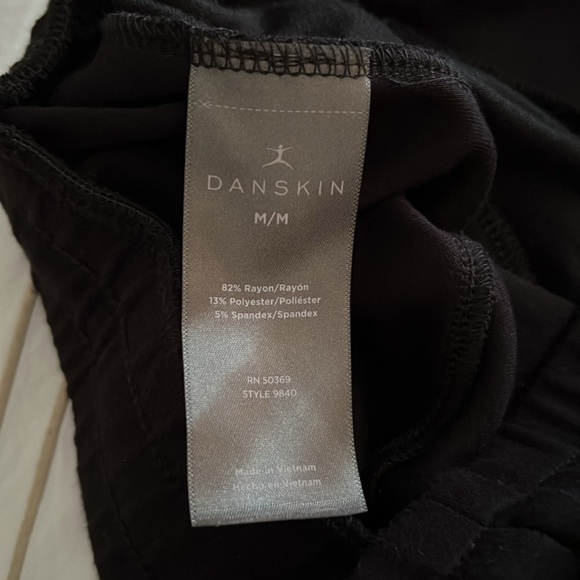 DANSKIN
M/M
82% Rayon/Rayón
13% Polyester/Poliéster
5% Spandex/Spandex
RN 50369
STYLE 9840
Made in Vietnam
Hecho en Vietnam